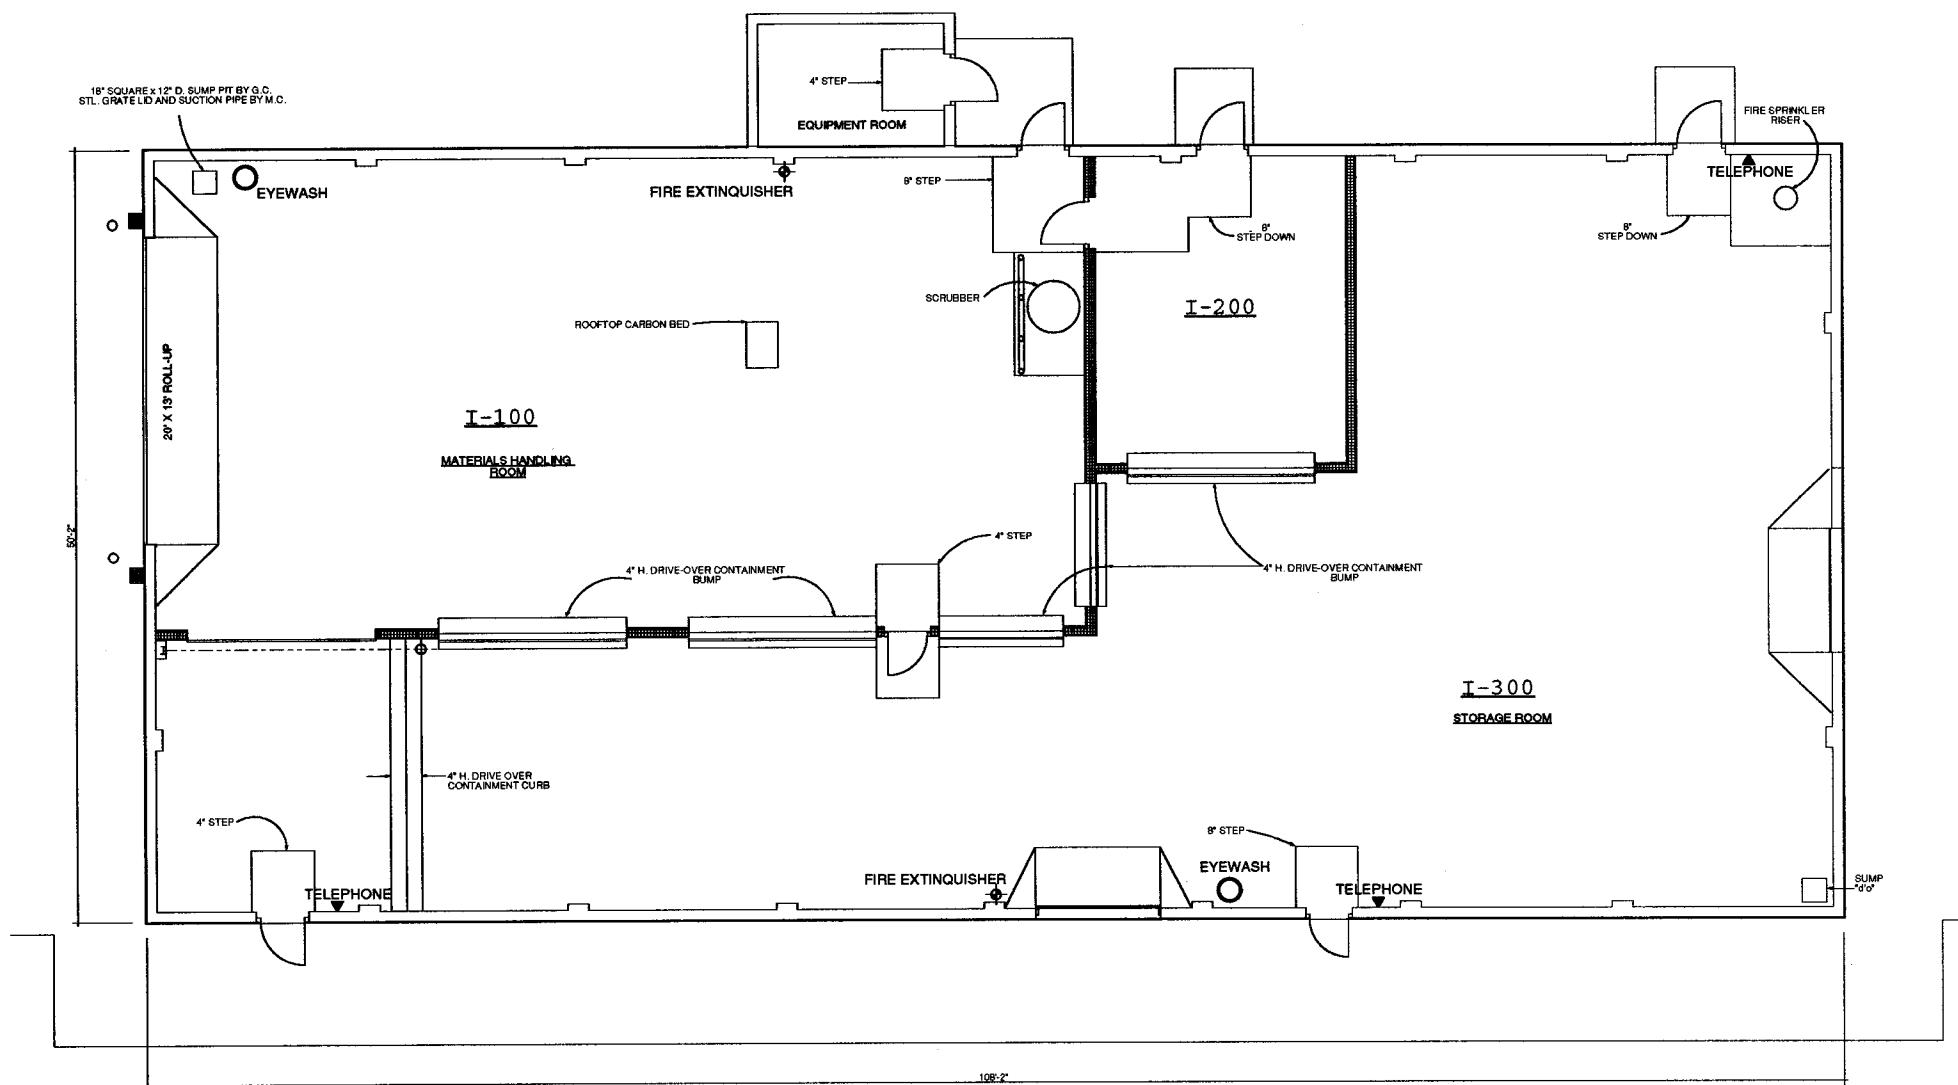 18" SQUARE x 12" D. SUMP PIT BY G.C.
STL. GRATE LID AND SUCTION PIPE BY M.C.
EYEWASH
4" STEP
EQUIPMENT ROOM
FIRE EXTINQUISHER
8" STEP
8"
STEP DOWN
FIRE SPRINKLER
RISER
TELEPHONE
8"
STEP DOWN
SCRUBBER
I-200
ROOFTOP CARBON BED
20' X 13' ROLL-UP
I-100
MATERIALS HANDLING
ROOM
50'-2"
4" STEP
4" H. DRIVE-OVER CONTAINMENT
BUMP
4" H. DRIVE-OVER CONTAINMENT
BUMP
I-300
STORAGE ROOM
4" H. DRIVE OVER
CONTAINMENT CURB
4" STEP
TELEPHONE
FIRE EXTINQUISHER
8" STEP
EYEWASH
TELEPHONE
SUMP
"d'o"
108'-2"